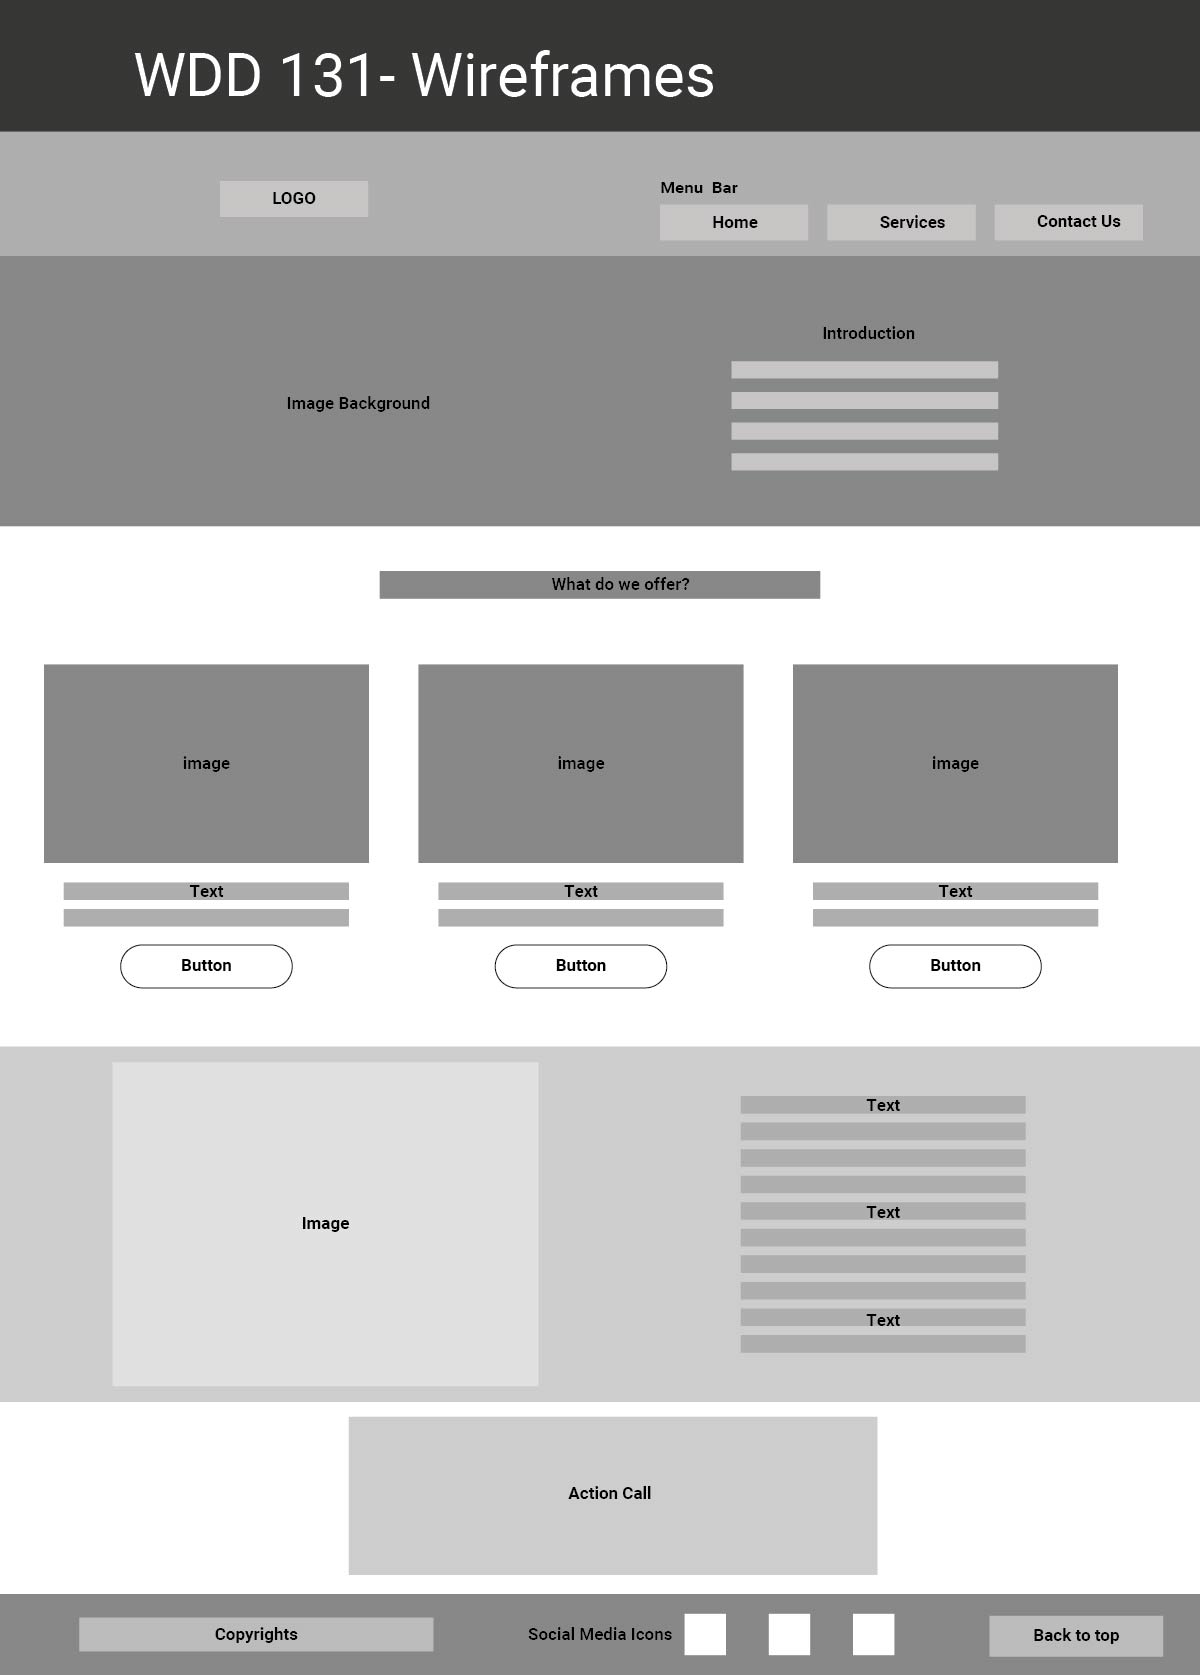 WDD 131- Wireframes
LOGO
Menu Bar
Home
Services
Contact Us
Image Background
Introduction
What do we offer?
image
image
image
Text
Text
Text
Button
Button
Button
Image
Text
Text
Text
Action Call
Copyrights
Social Media Icons
Back to top